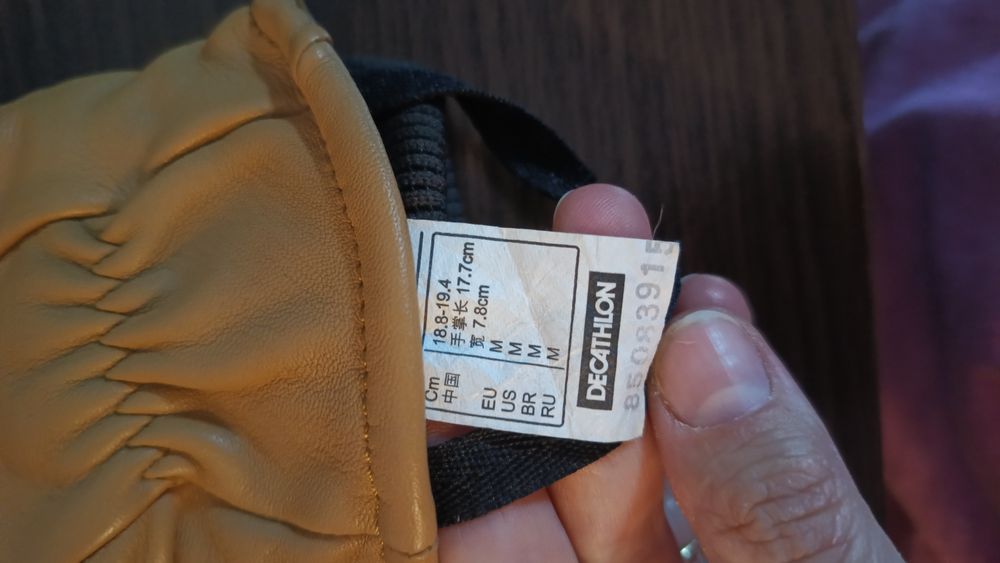 DECATHLON
Cm 18.8-19.4
中国 手掌长 17.7cm
宽 7.8cm
EU M
US M
BR M
RU M